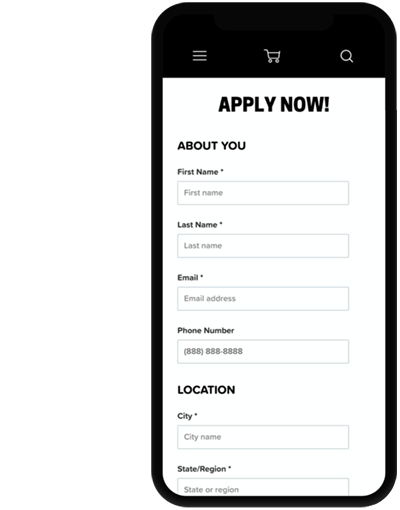 APPLY NOW!
ABOUT YOU
First Name *
First name
Last Name *
Last name
Email *
Email address
Phone Number
(888) 888-8888
LOCATION
City *
City name
State/Region *
State or region